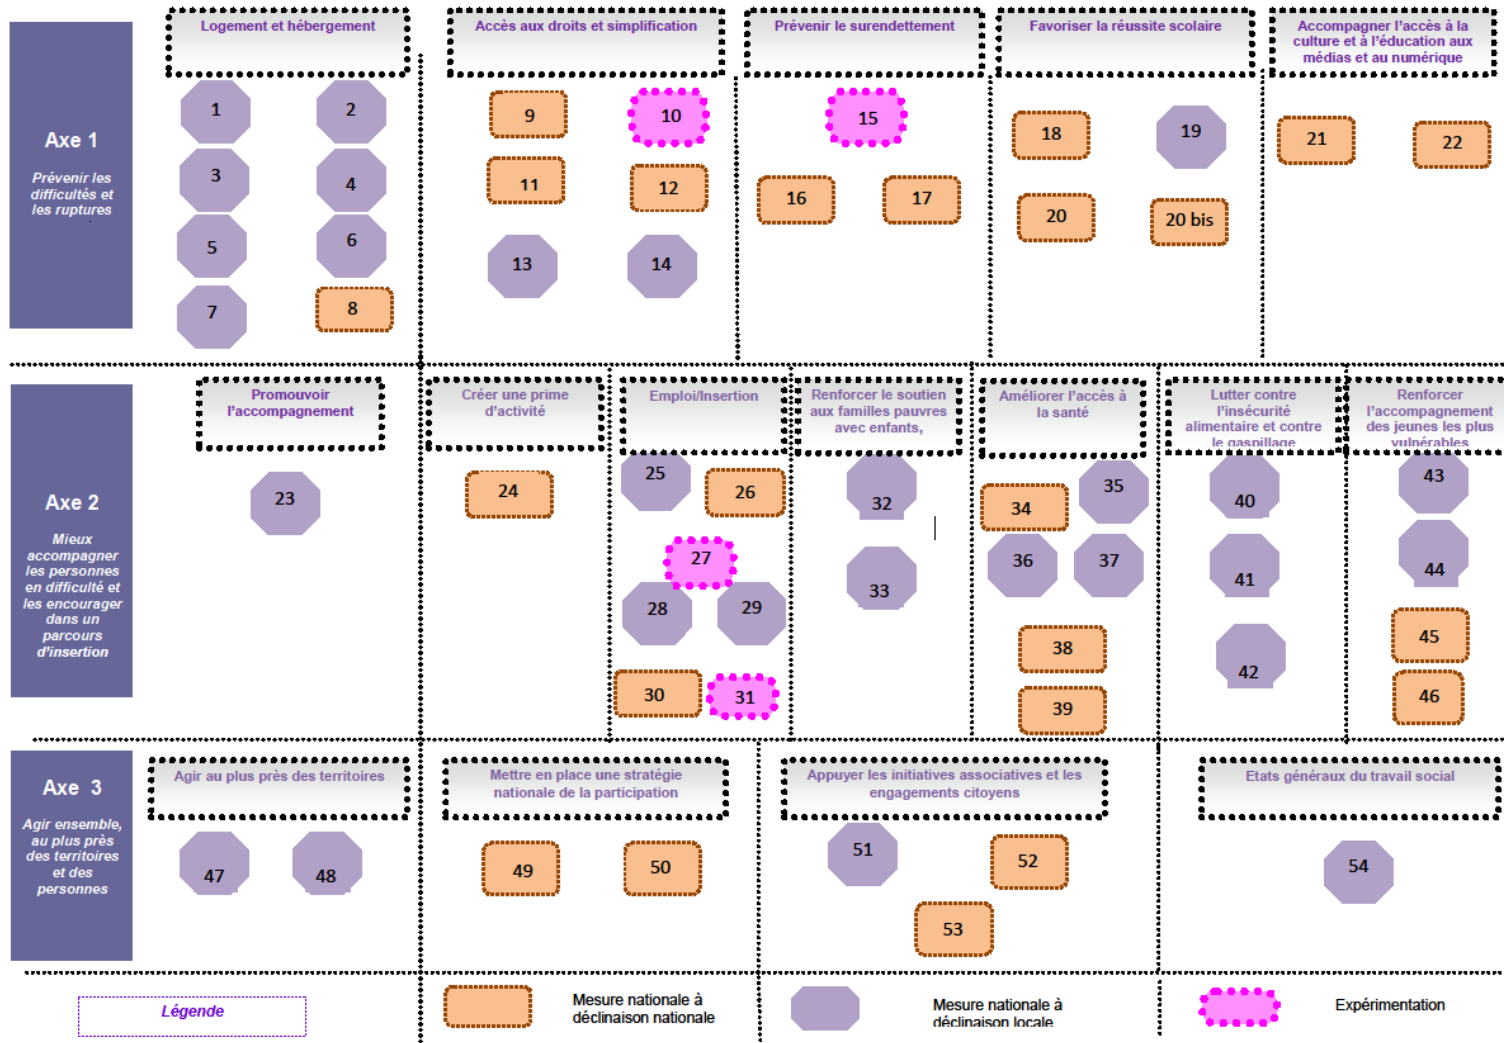 Logement et hébergement
Accès aux droits et simplification
Prévenir le surendettement
Favoriser la réussite scolaire
Accompagner l'accès à la
culture et à l'éducation aux
médias et au numérique
Axe 1
Prévenir les
difficultés et
les ruptures
.
1
2
3
4
5
6
7
8
9
10
11
12
13
14
15
16
17
18
19
20
20 bis
21
22
Promouvoir
l'accompagnement
Créer une prime
d'activité
Emploi/Insertion
Renforcer le soutien
aux familles pauvres
avec enfants,
Améliorer l'accès à
la santé
Lutter contre
l'insécurité
alimentaire et contre
le gaspillage
Renforcer
l'accompagnement
des jeunes les plus
vulnérables
Axe 2
Mieux
accompagner
les personnes
en difficulté et
les encourager
dans un
parcours
d'insertion
23
24
25
26
27
28
29
30
31
32
33
34
35
36
37
38
39
40
41
42
43
44
45
46
Axe 3
Agir ensemble,
au plus près
des territoires
et des
personnes
Agir au plus près des territoires
Mettre en place une stratégie
nationale de la participation
Appuyer les initiatives associatives et les
engagements citoyens
Etats généraux du travail social
47
48
49
50
51
52
53
54
Légende
Mesure nationale à
déclinaison nationale
Mesure nationale à
déclinaison locale
Expérimentation